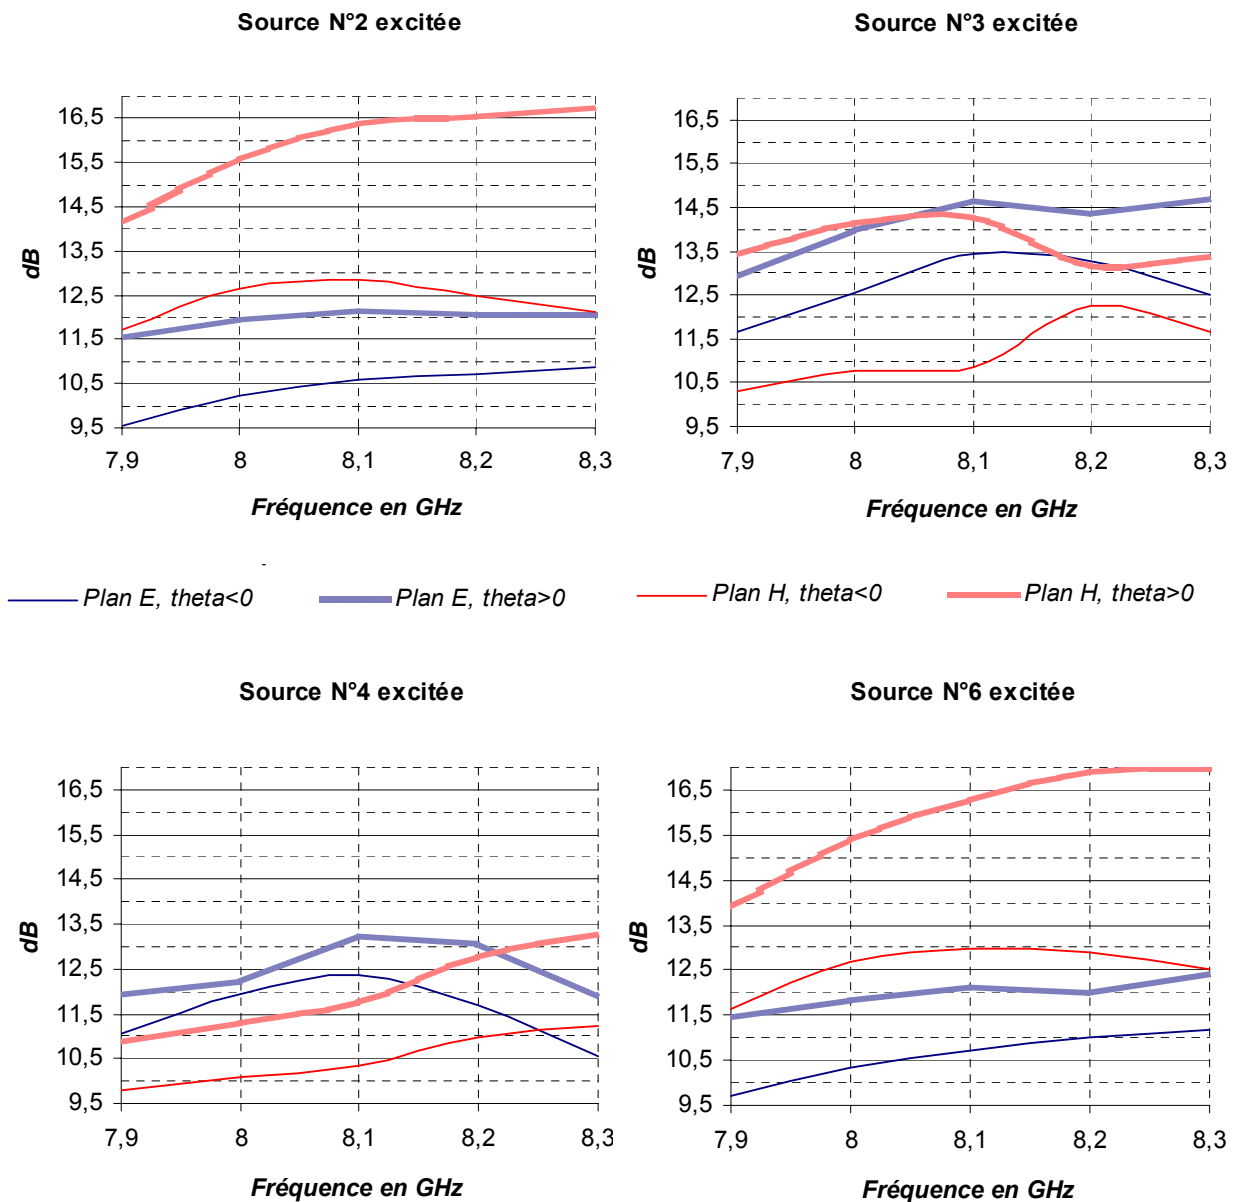 Source N°2 excitée
Source N°3 excitée
16,5
15,5
14,5
13,5
12,5
11,5
10,5
9,5
dB
7,9 8 8,1 8,2 8,3
Fréquence en GHz
16,5
15,5
14,5
13,5
12,5
11,5
10,5
9,5
dB
7,9 8 8,1 8,2 8,3
Fréquence en GHz
Plan E, theta<0 Plan E, theta>0 Plan H, theta<0 Plan H, theta>0
Source N°4 excitée
Source N°6 excitée
16,5
15,5
14,5
13,5
12,5
11,5
10,5
9,5
dB
7,9 8 8,1 8,2 8,3
Fréquence en GHz
16,5
15,5
14,5
13,5
12,5
11,5
10,5
9,5
dB
7,9 8 8,1 8,2 8,3
Fréquence en GHz